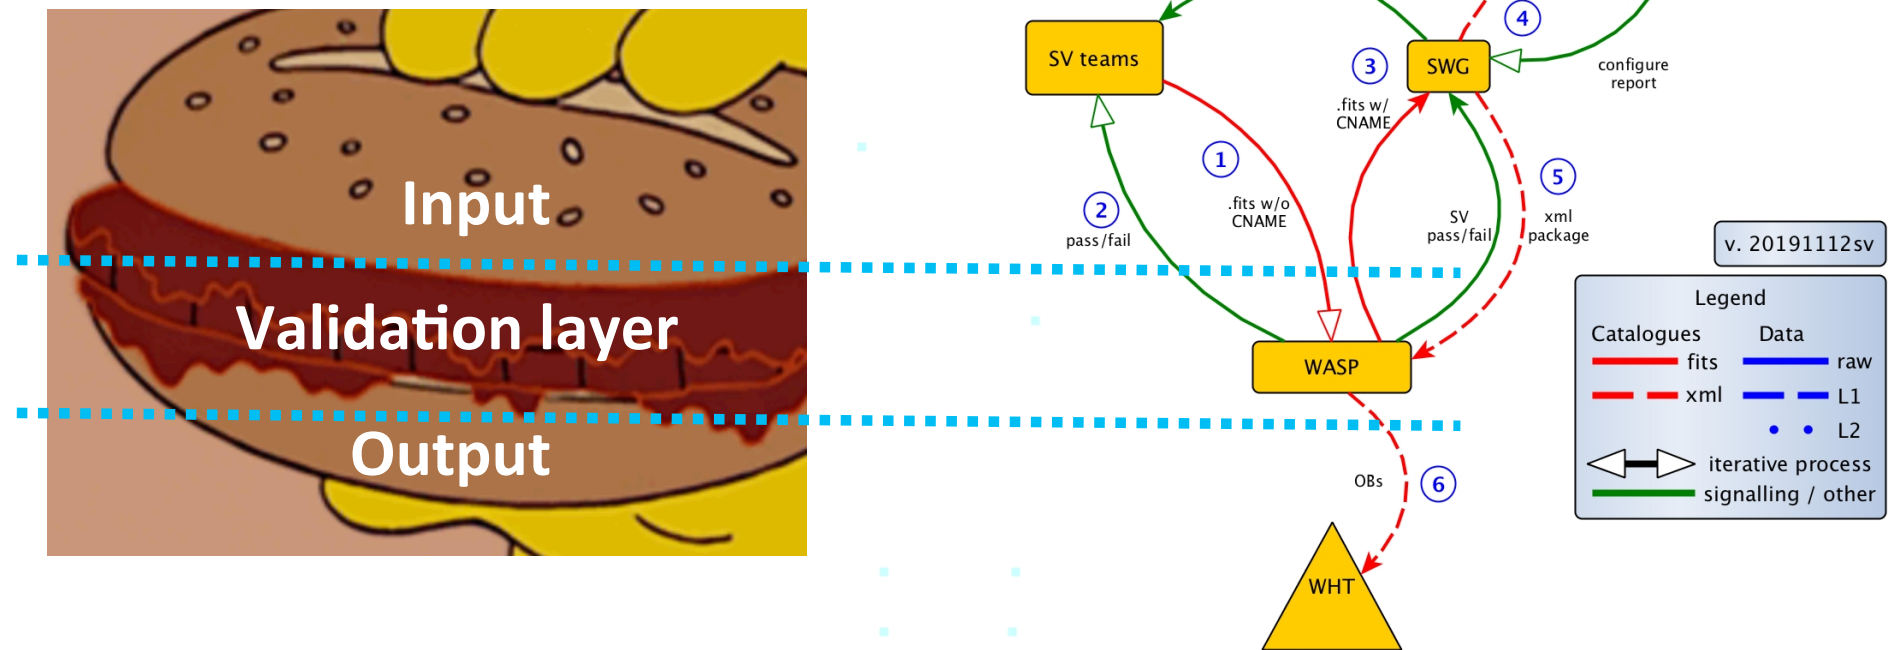 Input
Validation layer
Output
SV teams
SWG
4
3
configure
report
.fits w/
CNAME
1
5
2
.fits w/o
CNAME
SV
pass/fail
xml
package
pass/fail
WASP
OBs
6
WHT
v. 20191112sv
Legend
Catalogues
Data
fits
raw
xml
L1
L2
iterative process
signalling / other